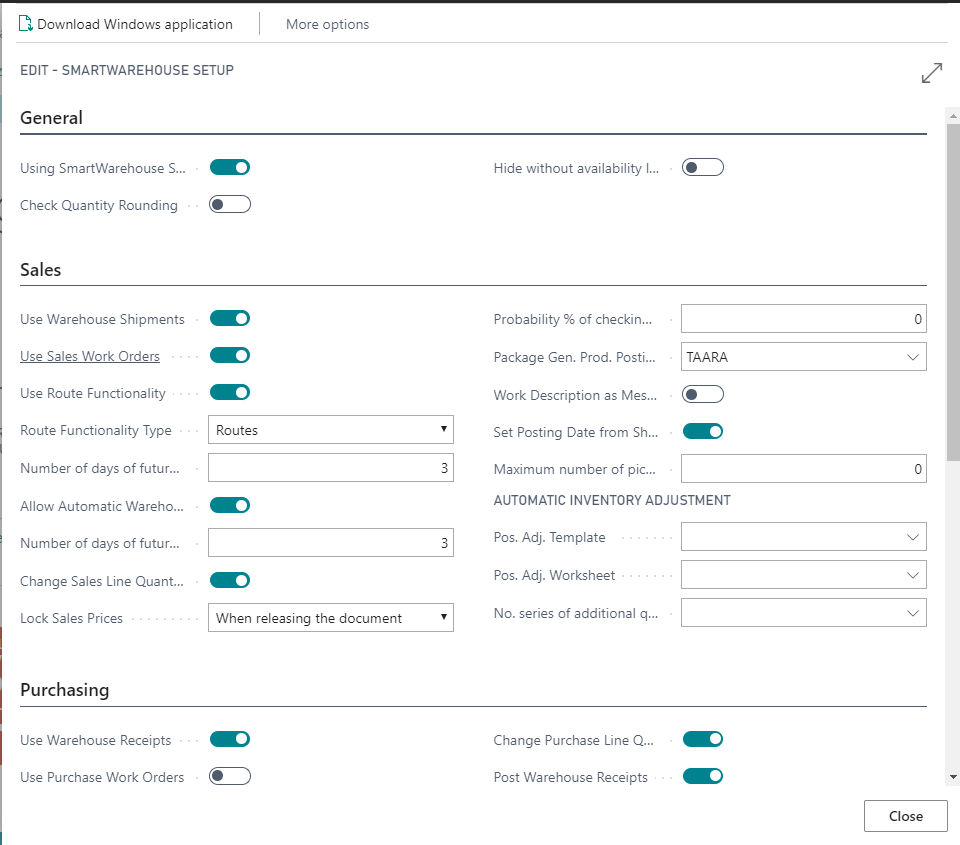 Download Windows application
More options
EDIT - SMARTWAREHOUSE SETUP
General
Using SmartWarehouse S...
Hide without availability l...
Check Quantity Rounding
Sales
Use Warehouse Shipments
Probability % of checkin...
0
Use Sales Work Orders
Package Gen. Prod. Posti...
TAARA
Use Route Functionality
Work Description as Mes...
Route Functionality Type
Routes
Set Posting Date from Sh...
Number of days of futur...
3
Maximum number of pic...
0
Allow Automatic Wareho...
AUTOMATIC INVENTORY ADJUSTMENT
Number of days of futur...
3
Pos. Adj. Template
Change Sales Line Quant...
Pos. Adj. Worksheet
Lock Sales Prices
When releasing the document
No. series of additional q...
Purchasing
Use Warehouse Receipts
Change Purchase Line Q...
Use Purchase Work Orders
Post Warehouse Receipts
Close